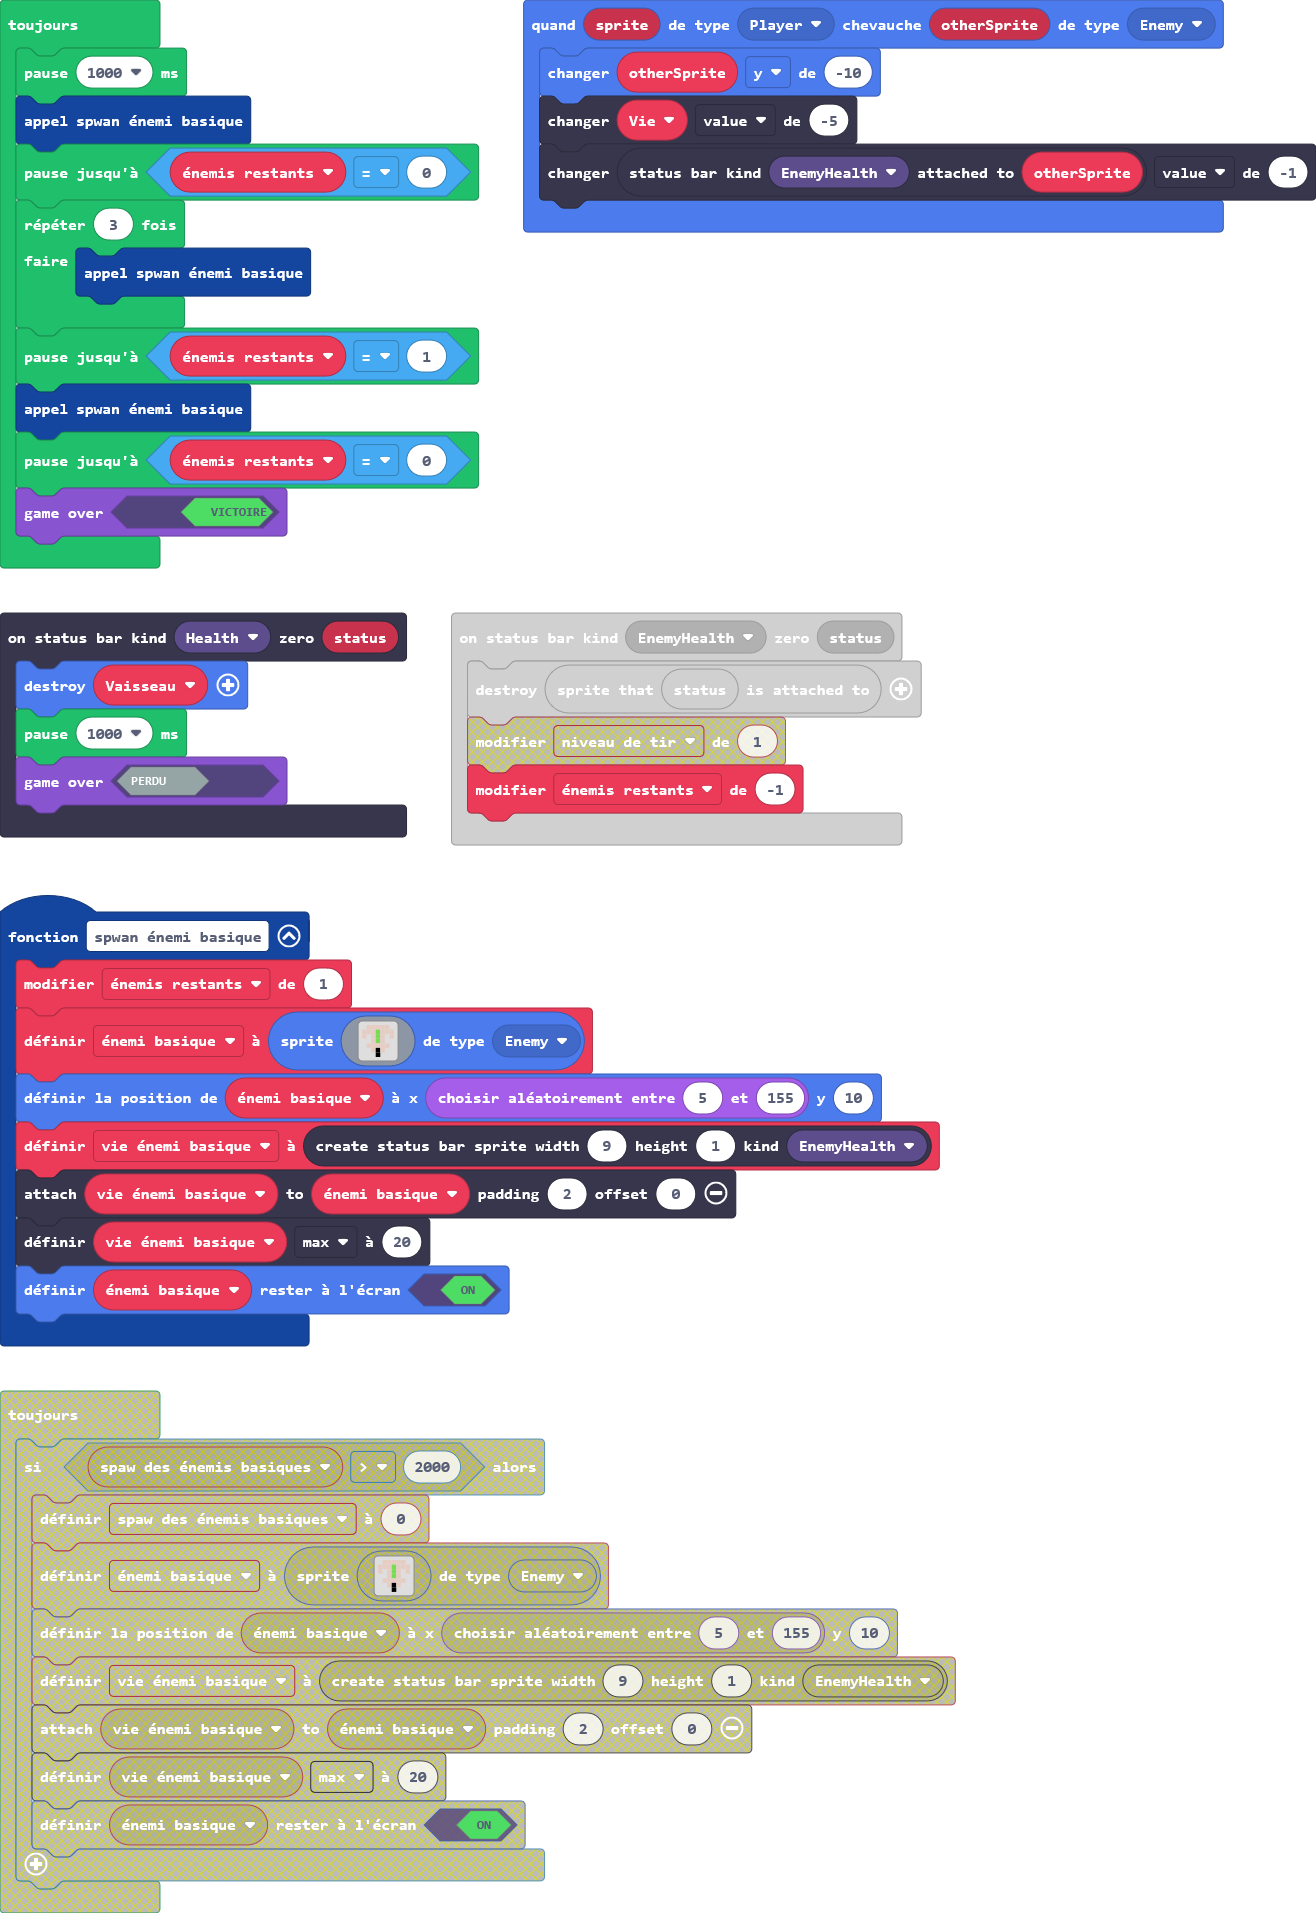 toujours
pause 1000 ms
appel spwan énemi basique
pause jusqu'à énemis restants = 0
répéter 3 fois
faire appel spwan énemi basique
pause jusqu'à énemis restants = 1
appel spwan énemi basique
pause jusqu'à énemis restants = 0
game over VICTOIRE
quand sprite de type Player chevauche otherSprite de type Enemy
changer otherSprite y de -10
changer Vie value de -5
changer status bar kind EnemyHealth attached to otherSprite value de -1
on status bar kind Health zero status
destroy Vaisseau
pause 1000 ms
game over PERDU
on status bar kind EnemyHealth zero status
destroy sprite that status is attached to
modifier niveau de tir de 1
modifier énemis restants de -1
fonction spwan énemi basique
modifier énemis restants de 1
définir énemi basique à sprite de type Enemy
définir la position de énemi basique à x choisir aléatoirement entre 5 et 155 y 10
définir vie énemi basique à create status bar sprite width 9 height 1 kind EnemyHealth
attach vie énemi basique to énemi basique padding 2 offset 0
définir vie énemi basique max à 20
définir énemi basique rester à l'écran ON
toujours
si spaw des énemis basiques > 2000 alors
définir spaw des énemis basiques à 0
définir énemi basique à sprite de type Enemy
définir la position de énemi basique à x choisir aléatoirement entre 5 et 155 y 10
définir vie énemi basique à create status bar sprite width 9 height 1 kind EnemyHealth
attach vie énemi basique to énemi basique padding 2 offset 0
définir vie énemi basique max à 20
définir énemi basique rester à l'écran ON